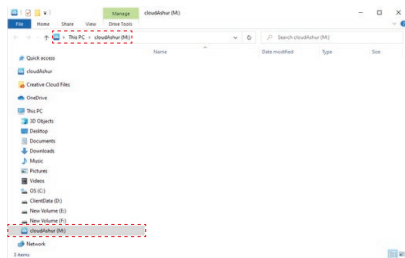 Manage
cloudAshur (M:)
File
Home
Share
View
Drive Tools
This PC › cloudAshur (M:)
Search cloudAshur (M:)
Name
Date modified
Type
Size
Quick access
cloudAshur
Creative Cloud Files
OneDrive
This PC
3D Objects
Desktop
Documents
Downloads
Music
Pictures
Videos
OS (C:)
ClientData (D:)
New Volume (E:)
New Volume (F:)
cloudAshur (M:)
Network
3 items